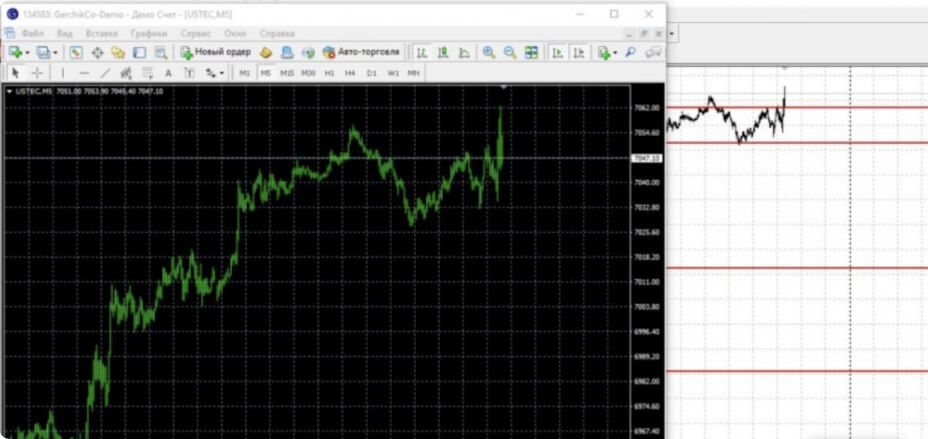 134583: GerchikCo-Demo - Демо Счет - [USTEC,M5]
Файл Вид Вставка Графики Сервис Окно Справка
Новый ордер Авто-торговля
A T M1 M5 M15 M30 H1 H4 D1 W1 MN
USTEC,M5 7051.00 7053.90 7045.40 7047.10
7062.00
7054.60
7047.10
7040.00
7032.80
7025.60
7018.20
7011.00
7003.80
6996.40
6989.20
6982.00
6974.60
6967.40